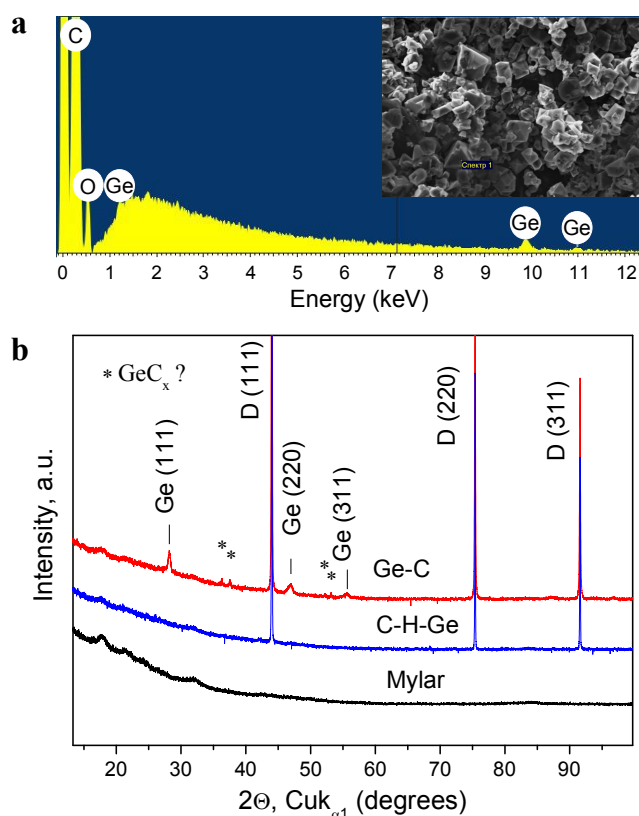 a
C
O
Ge
Ge
Ge
Спектр 1
0 1 2 3 4 5 6 7 8 9 10 11 12
Energy (keV)
b
* GeCx ?
D (111)
D (220)
D (311)
Ge (111)
Ge (220)
Ge (311)
* * * *
Ge-C
C-H-Ge
Mylar
Intensity, a.u.
20 30 40 50 60 70 80 90
2Θ, Cukα1 (degrees)